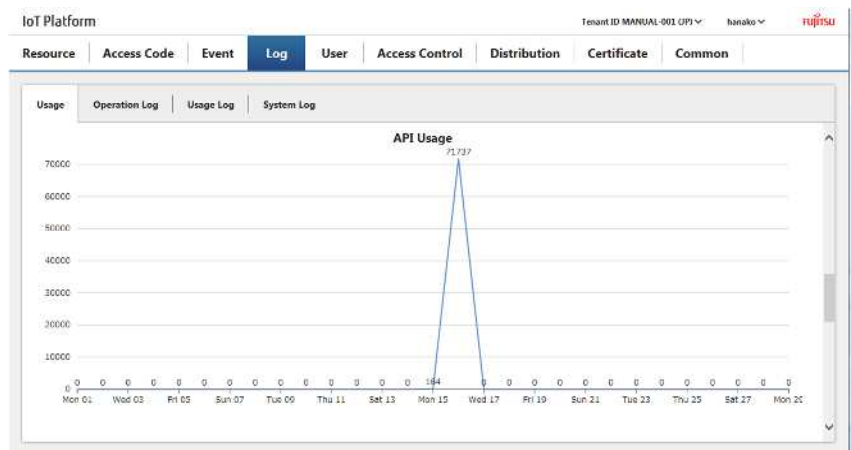 IoT Platform Tenant ID MANUAL-001 (JP) hanako FUJITSU
Resource Access Code Event Log User Access Control Distribution Certificate Common
Usage Operation Log Usage Log System Log
API Usage
71737
70000
60000
50000
40000
30000
20000
10000
0 0 0 0 0 0 0 0 0 0 0 0 0 0 164 0 0 0 0 0 0 0 0 0 0 0 0 0
0
Mon 01 Wed 03 Fri 05 Sun 07 Tue 09 Thu 11 Sat 13 Mon 15 Wed 17 Fri 19 Sun 21 Tue 23 Thu 25 Sat 27 Mon 29